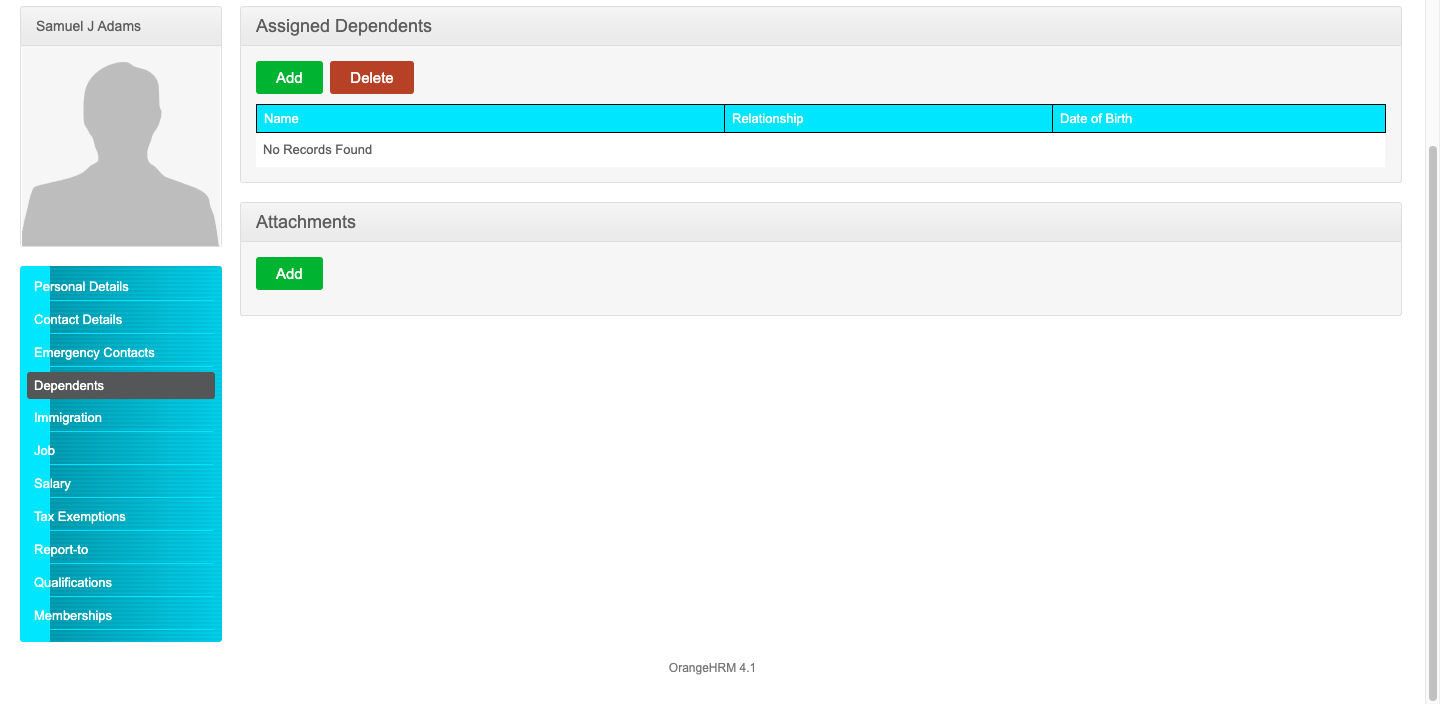 Samuel J Adams
Personal Details
Contact Details
Emergency Contacts
Dependents
Immigration
Job
Salary
Tax Exemptions
Report-to
Qualifications
Memberships
Assigned Dependents
Add Delete
Name Relationship Date of Birth
No Records Found
Attachments
Add
OrangeHRM 4.1